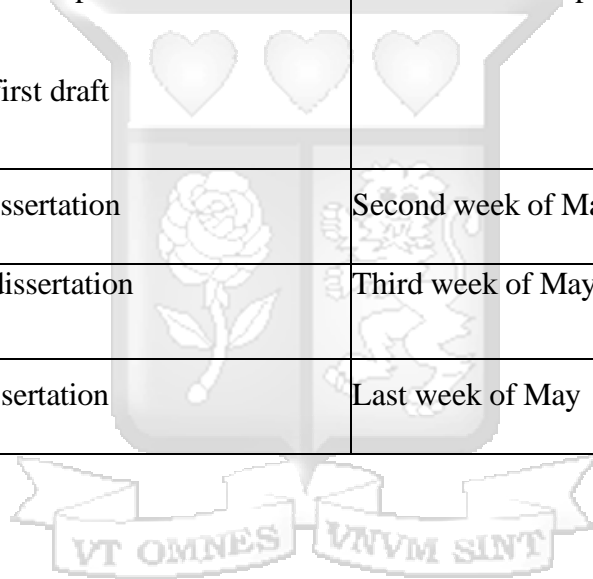 first draft
ssertation
Second week of Ma
dissertation
Third week of May
sertation
Last week of May
VT OMNES VNVM SINT